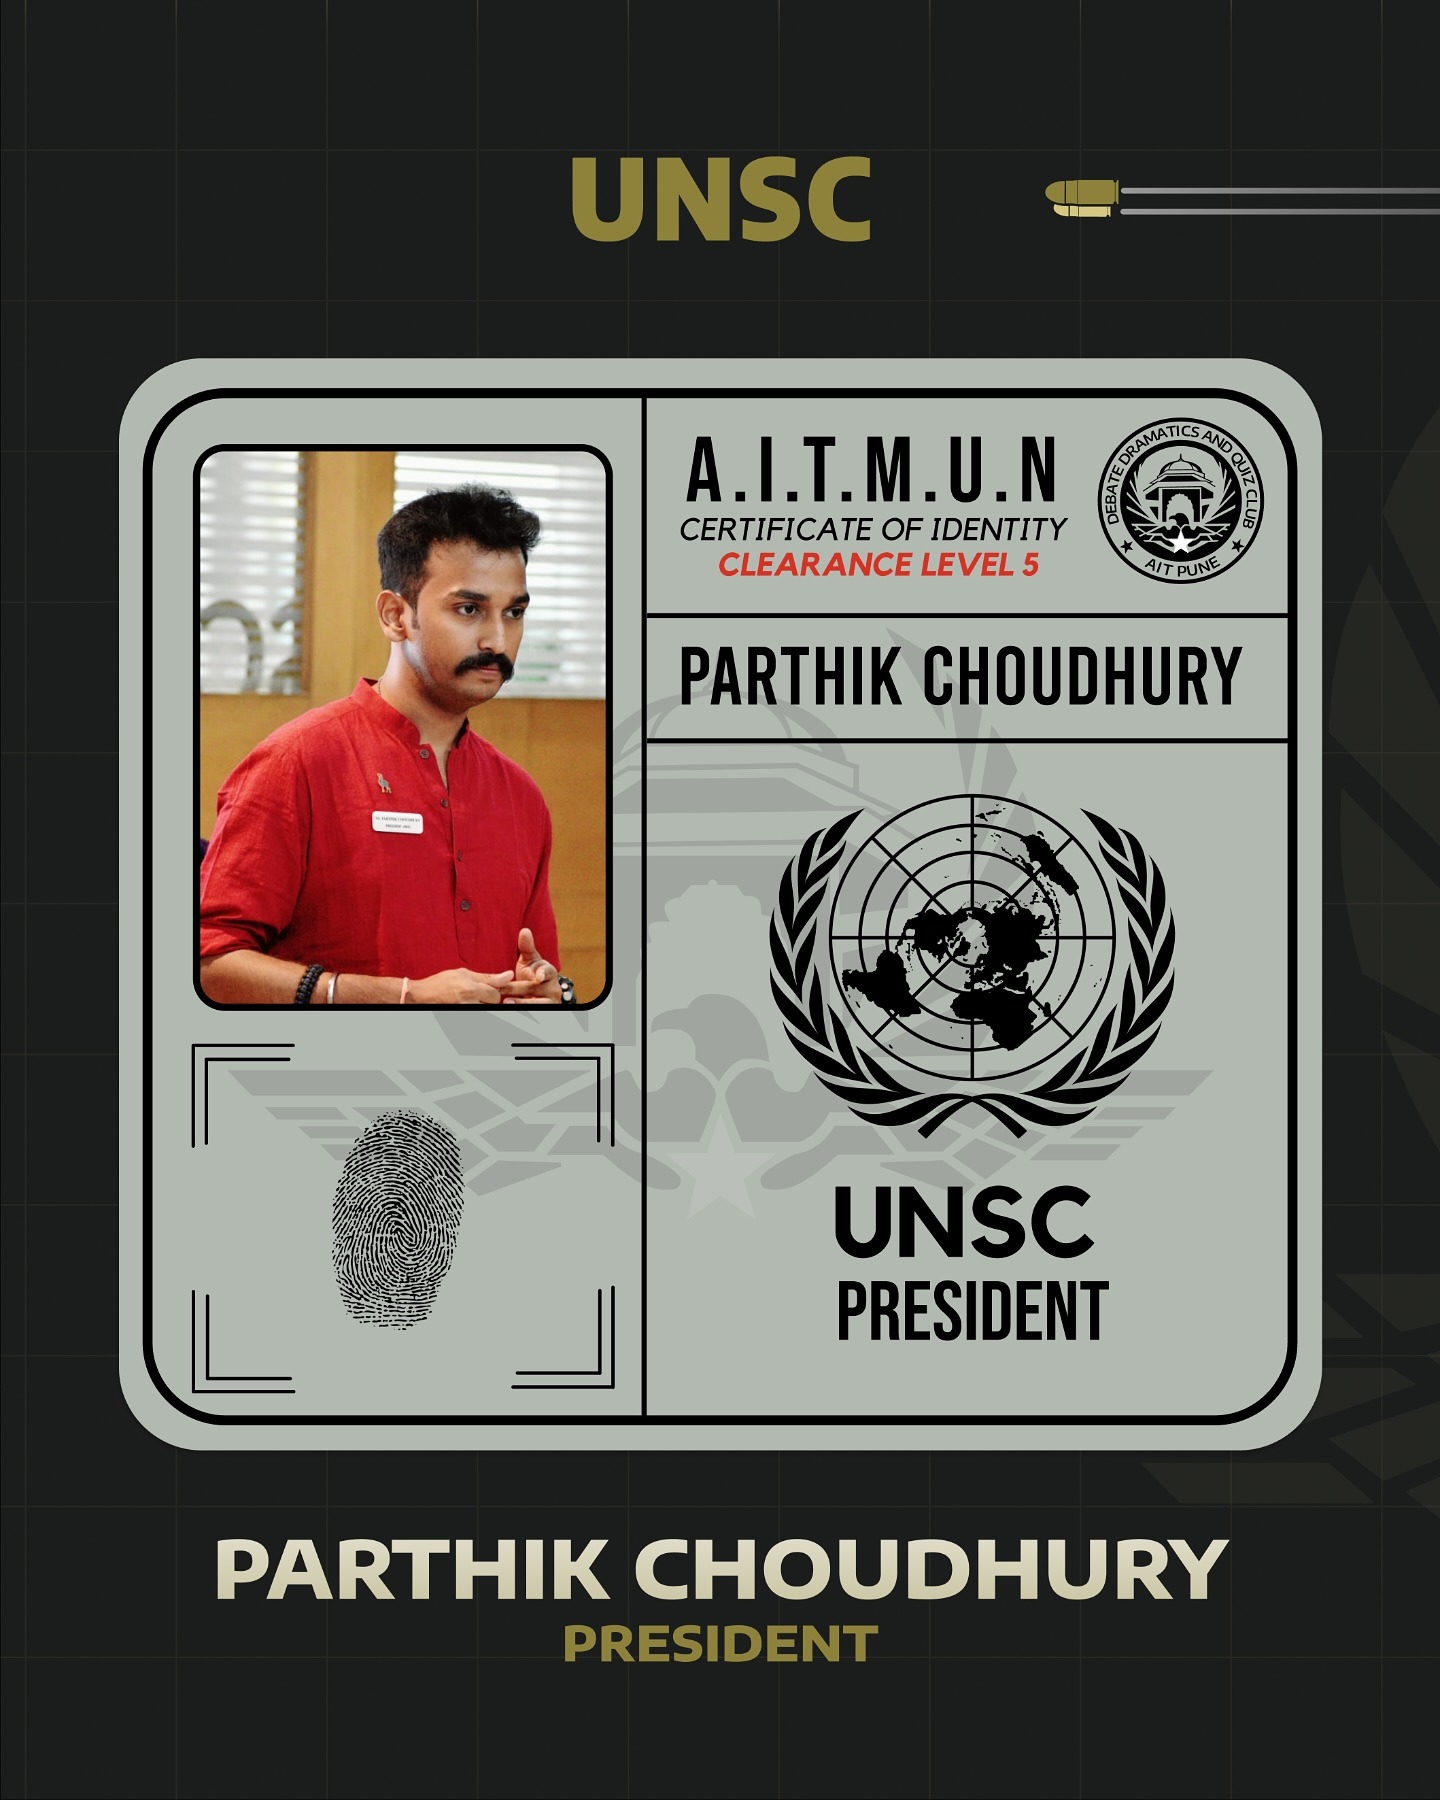 UNSC
A.I.T.M.U.N
CERTIFICATE OF IDENTITY
CLEARANCE LEVEL 5
DEBATE DRAMATICS AND QUIZ CLUB
AIT PUNE
PARTHIK CHOUDHURY
UNSC
PRESIDENT
PARTHIK CHOUDHURY
PRESIDENT